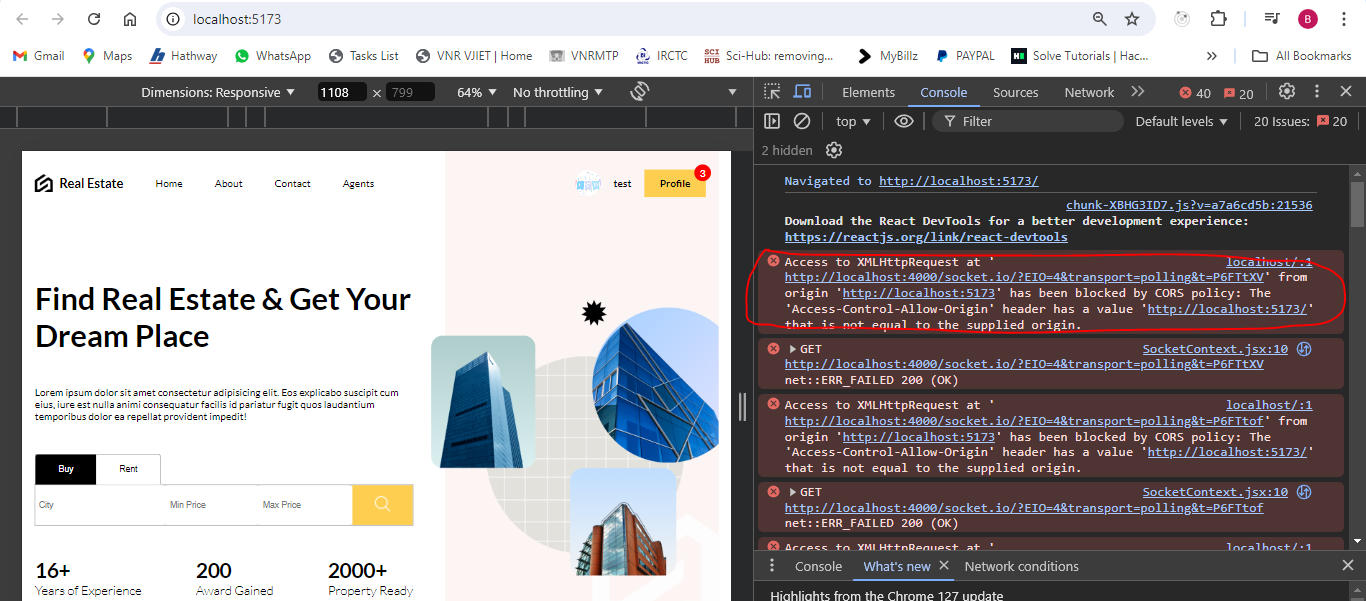 localhost:5173
B
Gmail Maps Hathway WhatsApp Tasks List VNR VJIET | Home VNRMTP IRCTC SCI HUB Sci-Hub: removing... MyBillz PAYPAL Solve Tutorials | Hac... » All Bookmarks
Dimensions: Responsive 1108 × 799 64% No throttling
Elements Console Sources Network 40 20
top Filter Default levels 20 Issues: 20
2 hidden
Real Estate Home About Contact Agents test Profile 3
Find Real Estate & Get Your
Dream Place
Lorem ipsum dolor sit amet consectetur adipisicing elit. Eos explicabo suscipit cum
eius, iure est nulla animi consequatur facilis id pariatur fugit quos laudantium
temporibus dolor ea repellat provident impedit!
Buy Rent
City Min Price Max Price
16+ 200 2000+
Years of Experience Award Gained Property Ready
Navigated to http://localhost:5173/
chunk-XBHG3ID7.js?v=a7a6cd5b:21536
Download the React DevTools for a better development experience:
https://reactjs.org/link/react-devtools
Access to XMLHttpRequest at ' localhost/:1
http://localhost:4000/socket.io/?EIO=4&transport=polling&t=P6FTtXV' from
origin 'http://localhost:5173' has been blocked by CORS policy: The
'Access-Control-Allow-Origin' header has a value 'http://localhost:5173/'
that is not equal to the supplied origin.
GET SocketContext.jsx:10
http://localhost:4000/socket.io/?EIO=4&transport=polling&t=P6FTtXV
net::ERR_FAILED 200 (OK)
Access to XMLHttpRequest at ' localhost/:1
http://localhost:4000/socket.io/?EIO=4&transport=polling&t=P6FTtof' from
origin 'http://localhost:5173' has been blocked by CORS policy: The
'Access-Control-Allow-Origin' header has a value 'http://localhost:5173/'
that is not equal to the supplied origin.
GET SocketContext.jsx:10
http://localhost:4000/socket.io/?EIO=4&transport=polling&t=P6FTtof
net::ERR_FAILED 200 (OK)
Access to XMLHttpRequest at ' localhost/:1
Console What's new Network conditions
Highlights from the Chrome 127 update